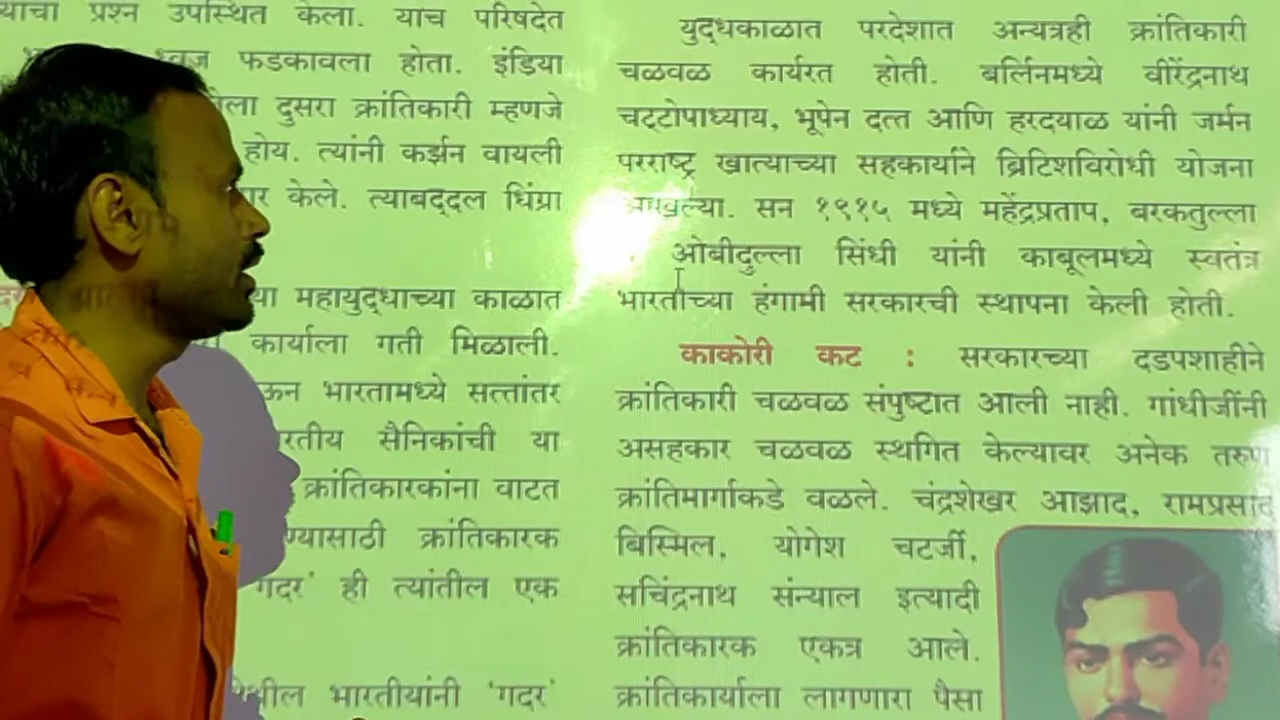 याचा प्रश्न उपस्थित केला. याच परिषदेत
ध्वज फडकावला होता. इंडिया
दुसरा क्रांतिकारी म्हणजे
होय. त्यांनी कर्झन वायली
केले. त्याबद्दल धिंग्रा
महायुद्धाच्या काळात
कार्याला गती मिळाली.
भारतामध्ये सत्तांतर
सैनिकांची या
क्रांतिकारकांना वाटत
क्रांतिकारक
'गदर' ही त्यांतील एक
भारतीयांनी 'गदर'
युद्धकाळात परदेशात अन्यत्रही क्रांतिकारी
चळवळ कार्यरत होती. बर्लिनमध्ये वीरेंद्रनाथ
चट्टोपाध्याय, भूपेन दत्त आणि हरदयाळ यांनी जर्मन
परराष्ट्र खात्याच्या सहकार्याने ब्रिटिशविरोधी योजना
आखल्या. सन १९१५ मध्ये महेंद्रप्रताप, बरकतुल्ला
ओबीदुल्ला सिंधी यांनी काबूलमध्ये स्वतंत्र
भारताच्या हंगामी सरकारची स्थापना केली होती.
काकोरी कट : सरकारच्या दडपशाहीने
क्रांतिकारी चळवळ संपुष्टात आली नाही. गांधीजींनी
असहकार चळवळ स्थगित केल्यावर अनेक तरुण
क्रांतिमार्गाकडे वळले. चंद्रशेखर आझाद, रामप्रसाद
बिस्मिल, योगेश चटर्जी,
सचिंद्रनाथ संन्याल इत्यादी
क्रांतिकारक एकत्र आले.
क्रांतिकार्याला लागणारा पैसा